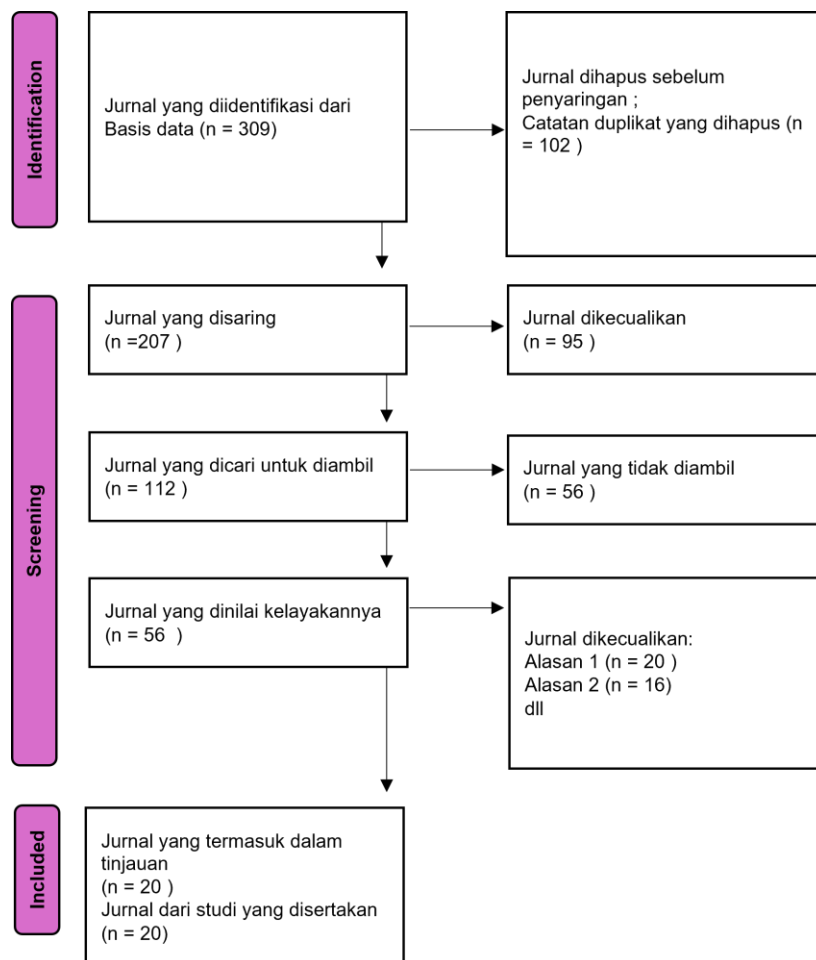 Identification
Jurnal yang diidentifikasi dari
Basis data (n = 309)
Jurnal dihapus sebelum
penyaringan ;
Catatan duplikat yang dihapus (n
= 102 )
Screening
Jurnal yang disaring
(n =207 )
Jurnal dikecualikan
(n = 95 )
Jurnal yang dicari untuk diambil
(n = 112 )
Jurnal yang tidak diambil
(n = 56 )
Jurnal yang dinilai kelayakannya
(n = 56 )
Jurnal dikecualikan:
Alasan 1 (n = 20 )
Alasan 2 (n = 16)
dll
Included
Jurnal yang termasuk dalam
tinjauan
(n = 20 )
Jurnal dari studi yang disertakan
(n = 20)